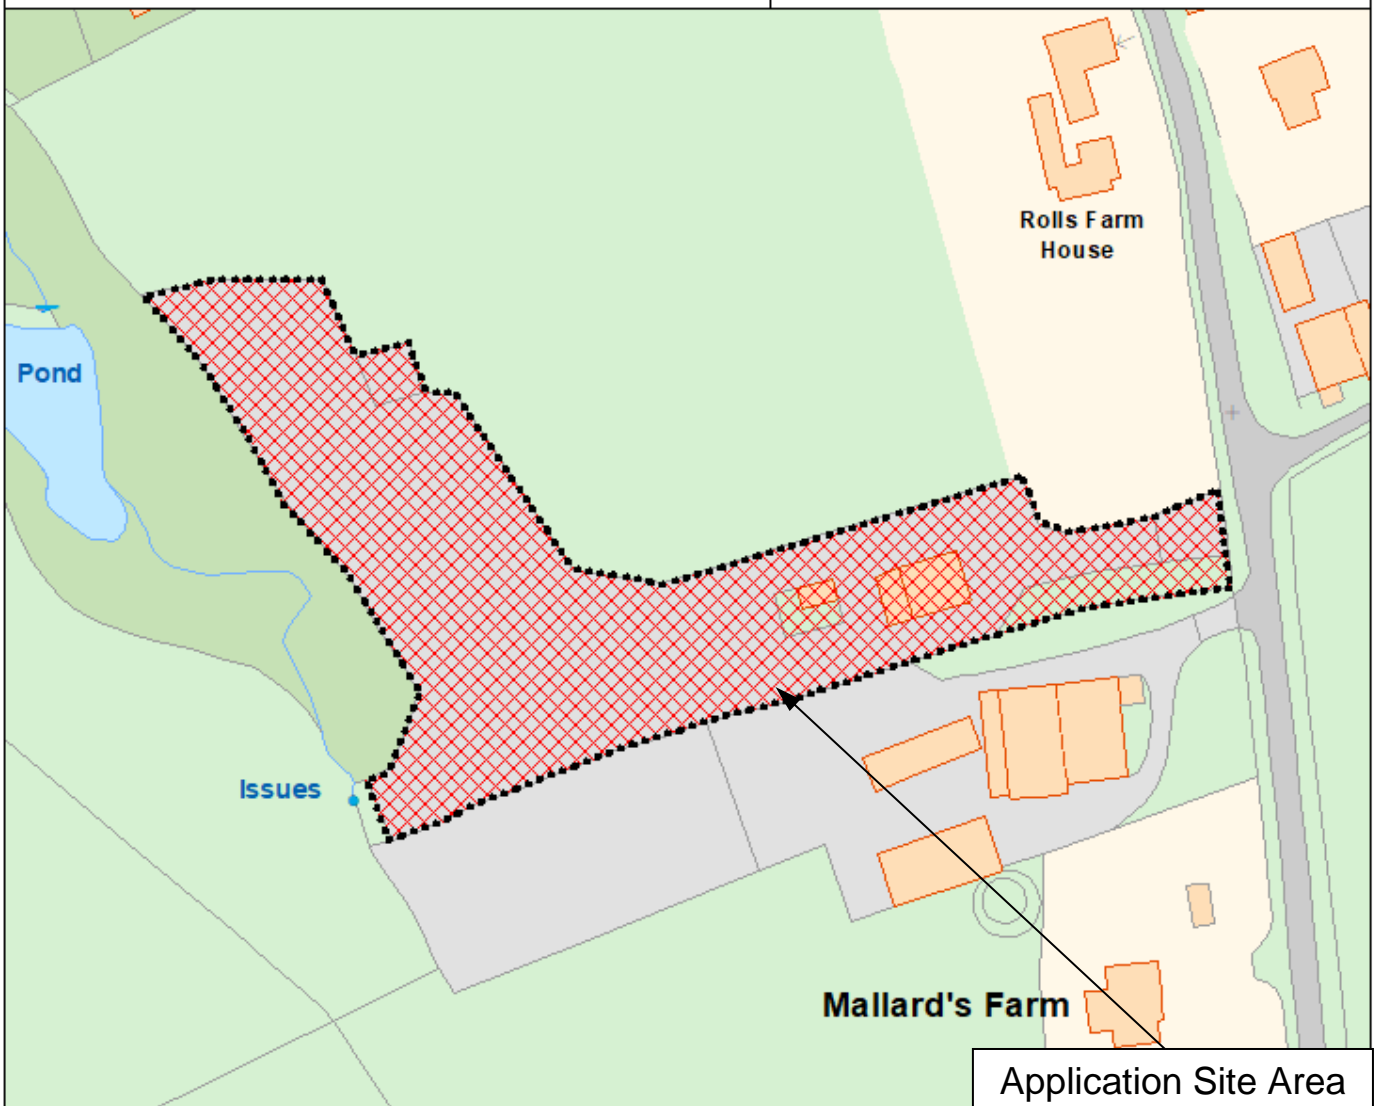 Rolls Farm
House
Pond
Issues
Mallard's Farm
Application Site Area